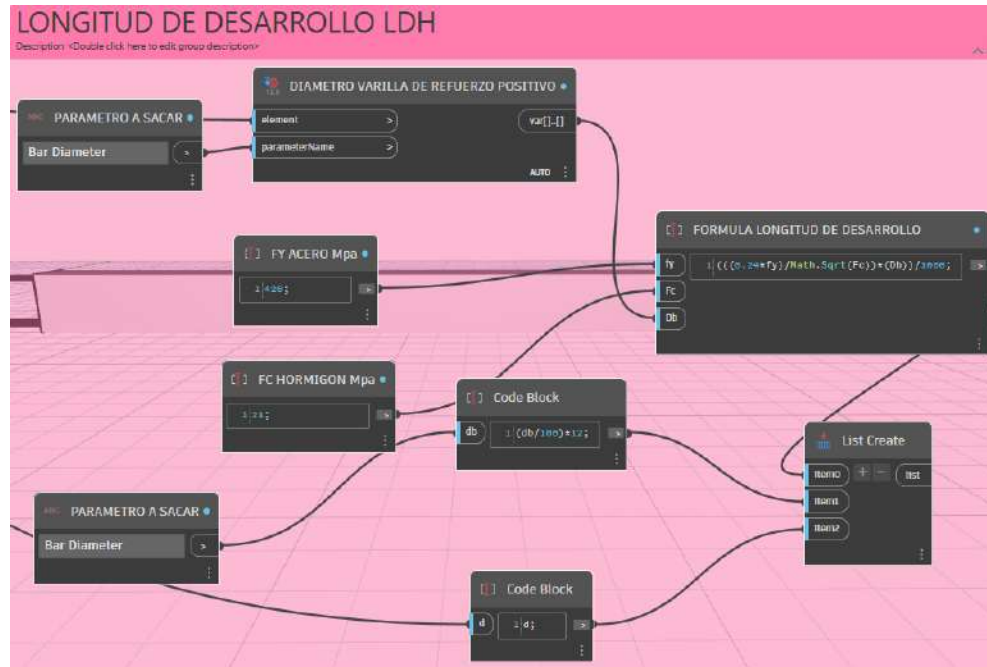 LONGITUD DE DESARROLLO LDH
Description <Double click here to edit group description>
DIAMETRO VARILLA DE REFUERZO POSITIVO
element >
var[]..[]
parameterName >
AUTO
PARAMETRO A SACAR
Bar Diameter >
FORMULA LONGITUD DE DESARROLLO
fy
1 (((0.24*fy)/Math.Sqrt(Fc))*(Db))/1000; >
Fc
Db
FY ACERO Mpa
1 420; >
FC HORMIGON Mpa
1 21; >
Code Block
db
1 (db/100)*12; >
List Create
Item0 + - list
Item1
Item2
PARAMETRO A SACAR
Bar Diameter >
Code Block
d
1 d; >